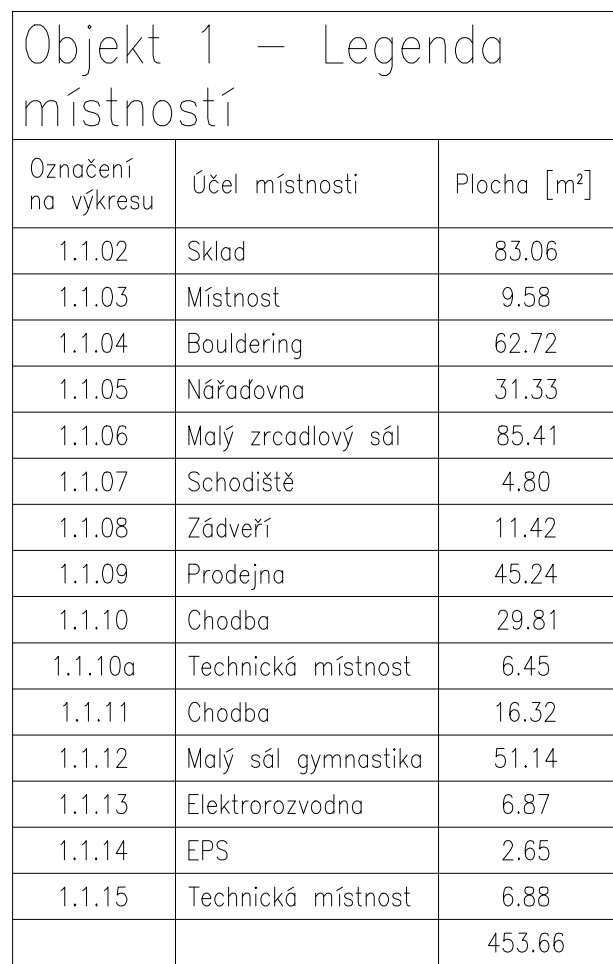 Objekt 1 – Legenda
místností
Označení
na výkresu
Účel místnosti
Plocha [m²]
1.1.02 Sklad 83.06
1.1.03 Místnost 9.58
1.1.04 Bouldering 62.72
1.1.05 Nářaďovna 31.33
1.1.06 Malý zrcadlový sál 85.41
1.1.07 Schodiště 4.80
1.1.08 Zádveří 11.42
1.1.09 Prodejna 45.24
1.1.10 Chodba 29.81
1.1.10a Technická místnost 6.45
1.1.11 Chodba 16.32
1.1.12 Malý sál gymnastika 51.14
1.1.13 Elektrorozvodna 6.87
1.1.14 EPS 2.65
1.1.15 Technická místnost 6.88
453.66